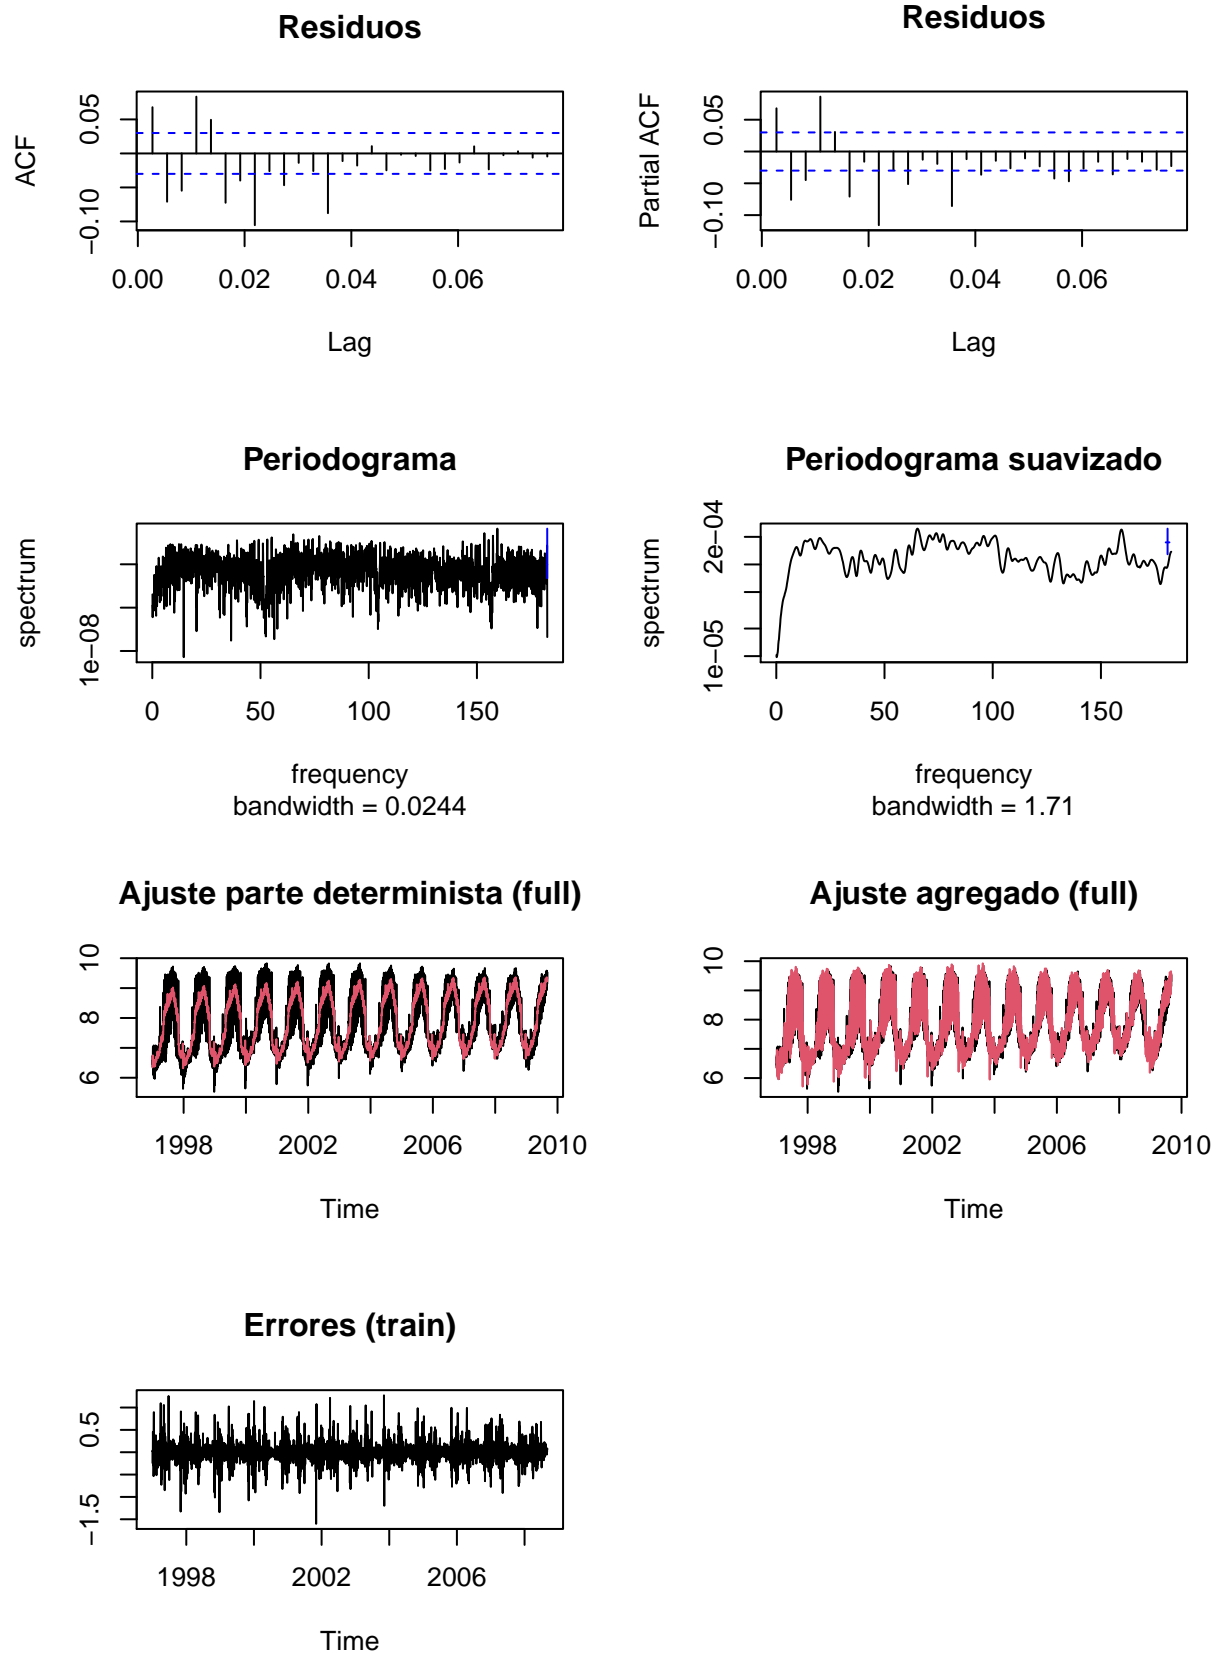 Residuos
ACF
0.05
−0.10
0.00 0.02 0.04 0.06
Lag
Residuos
Partial ACF
0.05
−0.10
0.00 0.02 0.04 0.06
Lag
Periodograma
spectrum
1e−08
0 50 100 150
frequency
bandwidth = 0.0244
Periodograma suavizado
spectrum
2e−04
1e−05
0 50 100 150
frequency
bandwidth = 1.71
Ajuste parte determinista (full)
10
8
6
1998 2002 2006 2010
Time
Ajuste agregado (full)
10
8
6
1998 2002 2006 2010
Time
Errores (train)
0.5
−1.5
1998 2002 2006
Time